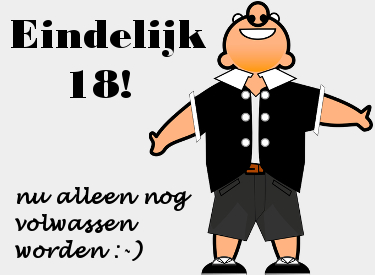 Eindelijk
18!
nu alleen nog
volwassen
worden :~)